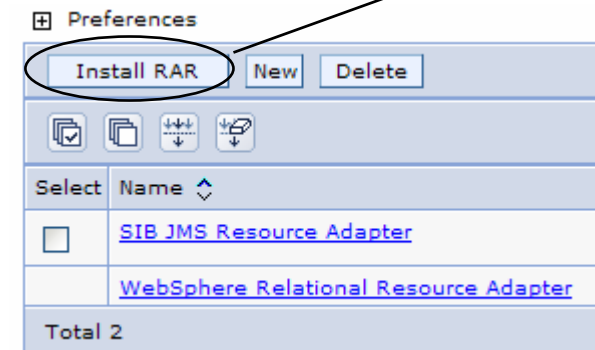 Preferences
Install RAR New Delete
Select Name
SIB JMS Resource Adapter
WebSphere Relational Resource Adapter
Total 2